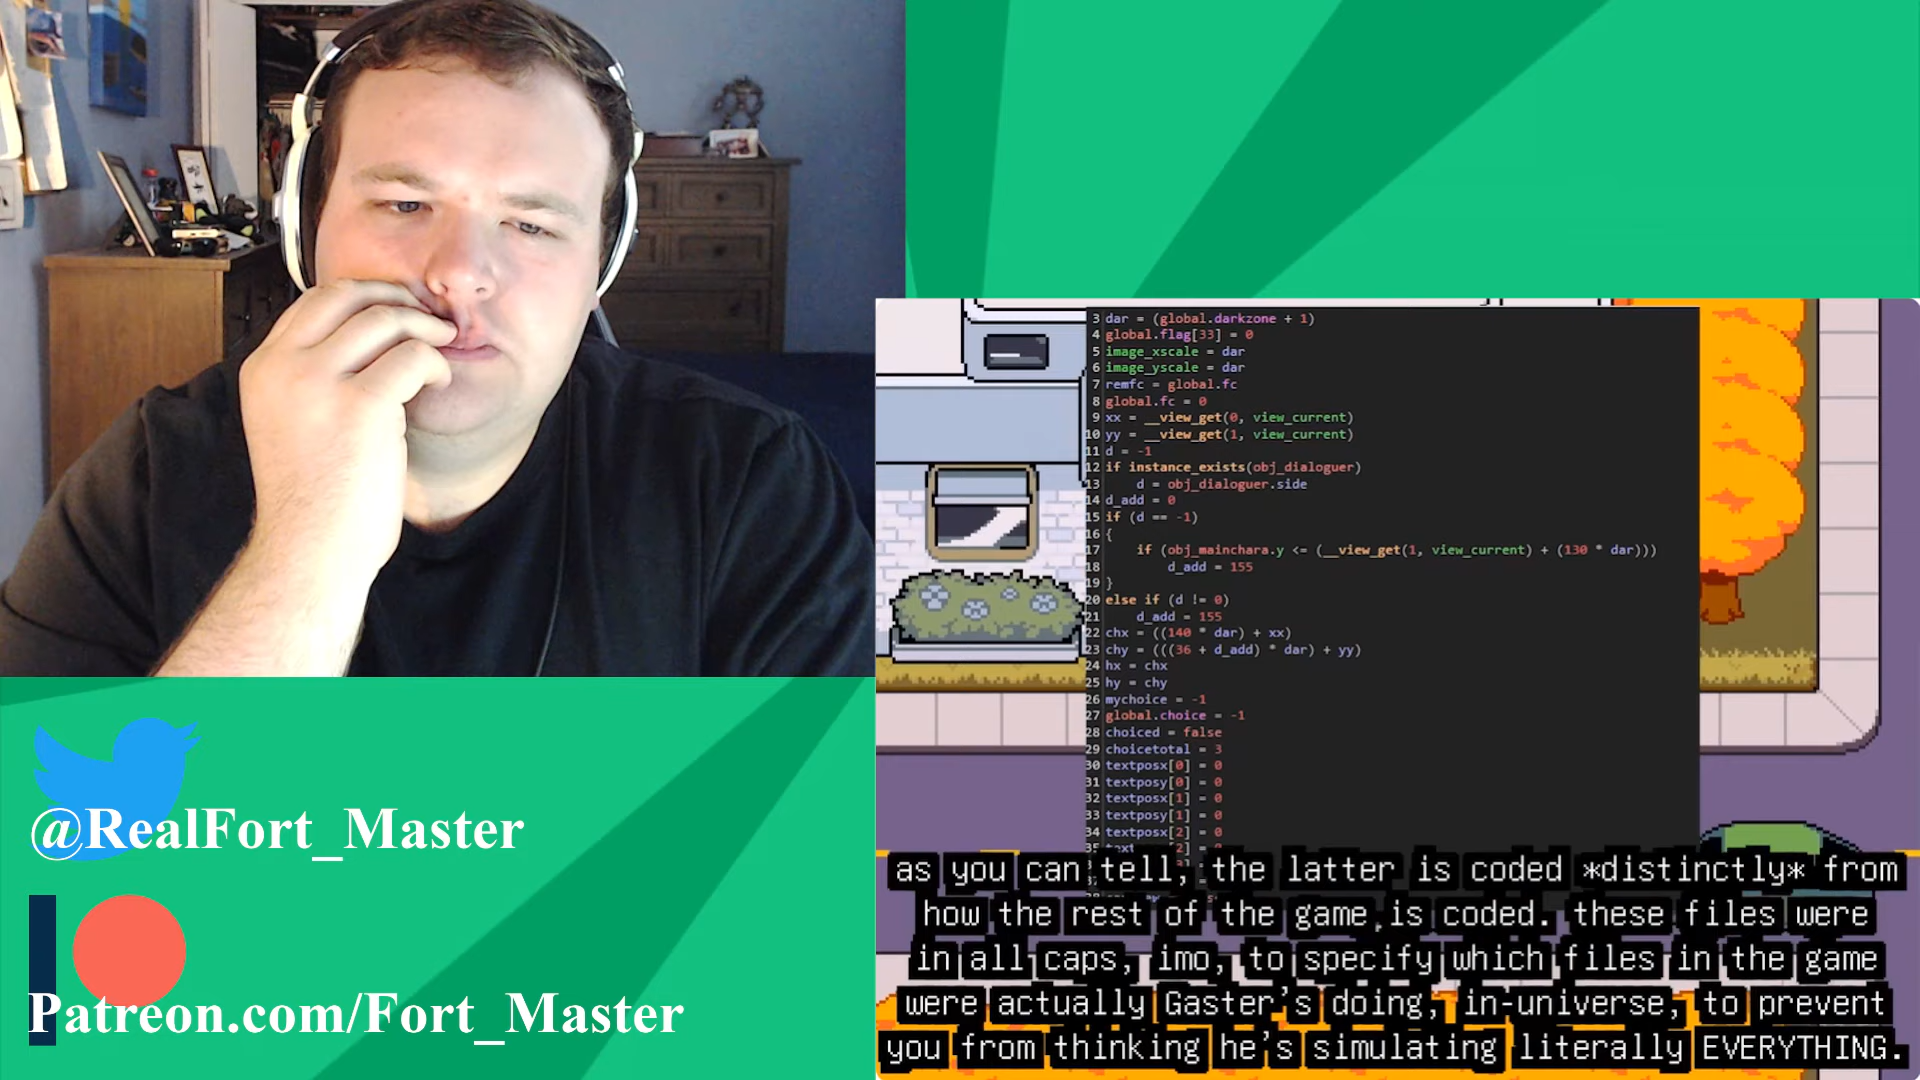 3 dar = (global.darkzone + 1)
4 global.flag[33] = 0
5 image_xscale = dar
6 image_yscale = dar
7 remfc = global.fc
8 global.fc = 0
9 xx = __view_get(0, view_current)
10 yy = __view_get(1, view_current)
11 d = -1
12 if instance_exists(obj_dialoguer)
13 d = obj_dialoguer.side
14 d_add = 0
15 if (d == -1)
16 {
17 if (obj_mainchara.y <= (__view_get(1, view_current) + (130 * dar)))
18 d_add = 155
19 }
20 else if (d != 0)
21 d_add = 155
22 chx = ((140 * dar) + xx)
23 chy = (((36 + d_add) * dar) + yy)
24 hx = chx
25 hy = chy
26 mychoice = -1
27 global.choice = -1
28 choiced = false
29 choicetotal = 3
30 textposx[0] = 0
31 textposy[0] = 0
32 textposx[1] = 0
33 textposy[1] = 0
34 textposx[2] = 0
as you can tell, the latter is coded *distinctly* from
how the rest of the game is coded. these files were
in all caps, imo, to specify which files in the game
were actually Gaster's doing, in-universe, to prevent
you from thinking he's simulating literally EVERYTHING.
@RealFort_Master
Patreon.com/Fort_Master